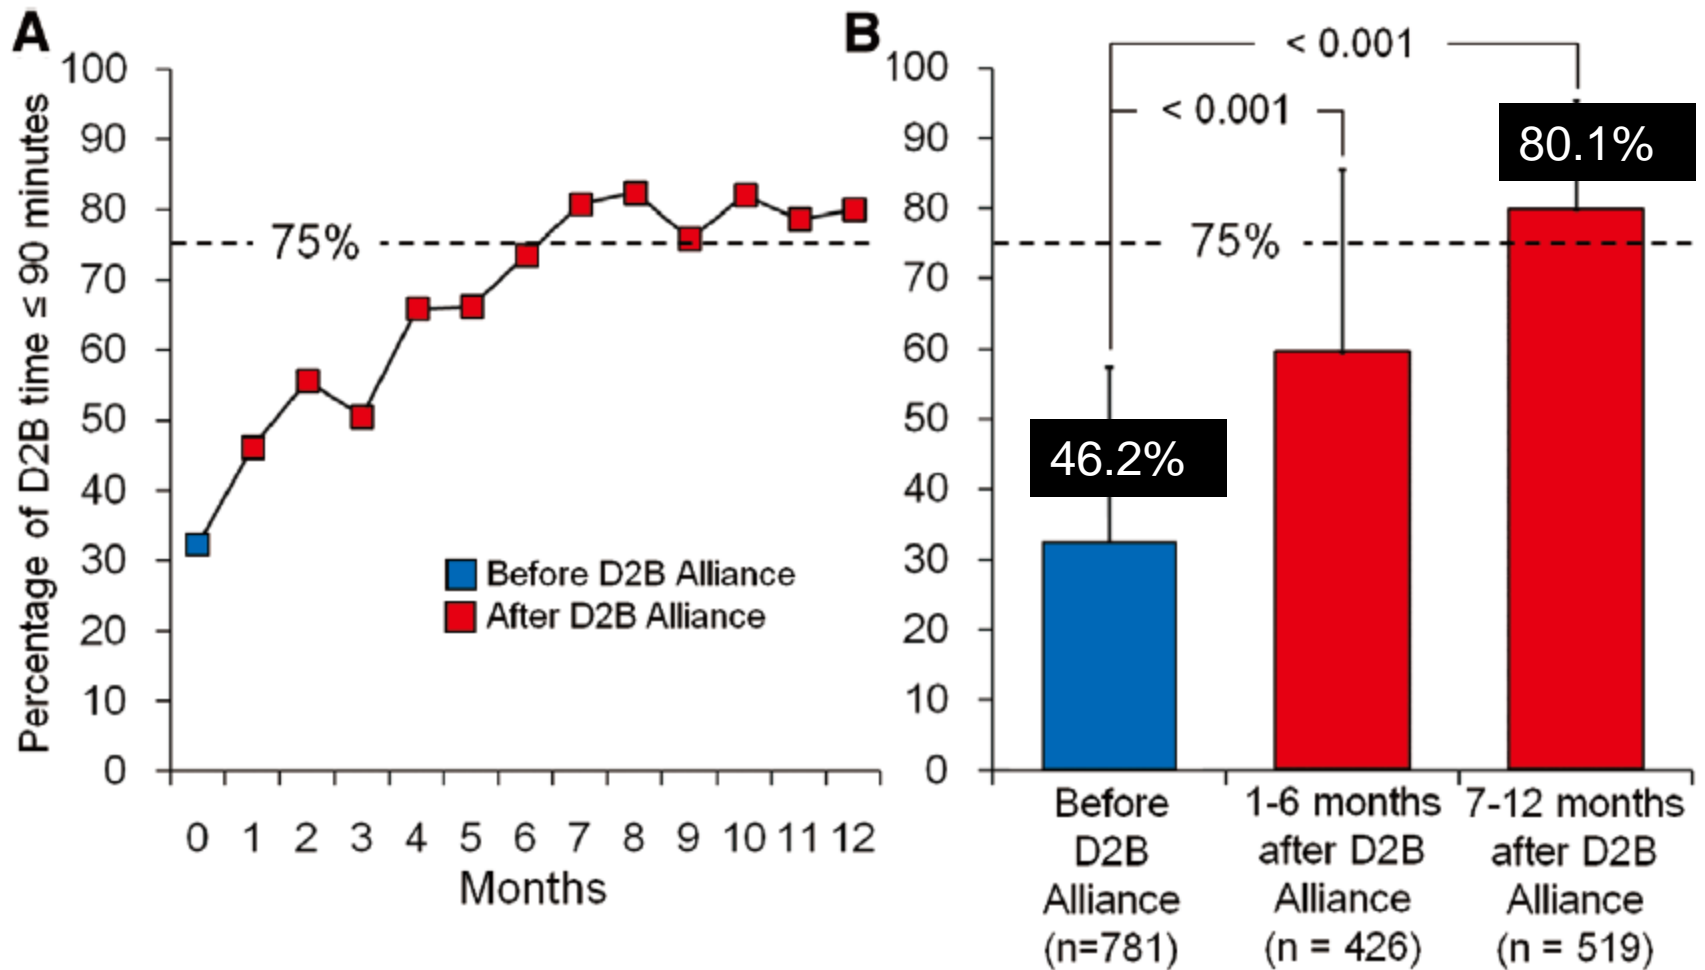 A
Percentage of D2B time ≤ 90 minutes
100
90
80
70
60
50
40
30
20
10
0
75%
Before D2B Alliance
After D2B Alliance
0 1 2 3 4 5 6 7 8 9 10 11 12
Months
B
100
90
80
70
60
50
40
30
20
10
0
< 0.001
< 0.001
80.1%
75%
46.2%
Before
D2B
Alliance
(n=781)
1-6 months
after D2B
Alliance
(n = 426)
7-12 months
after D2B
Alliance
(n = 519)